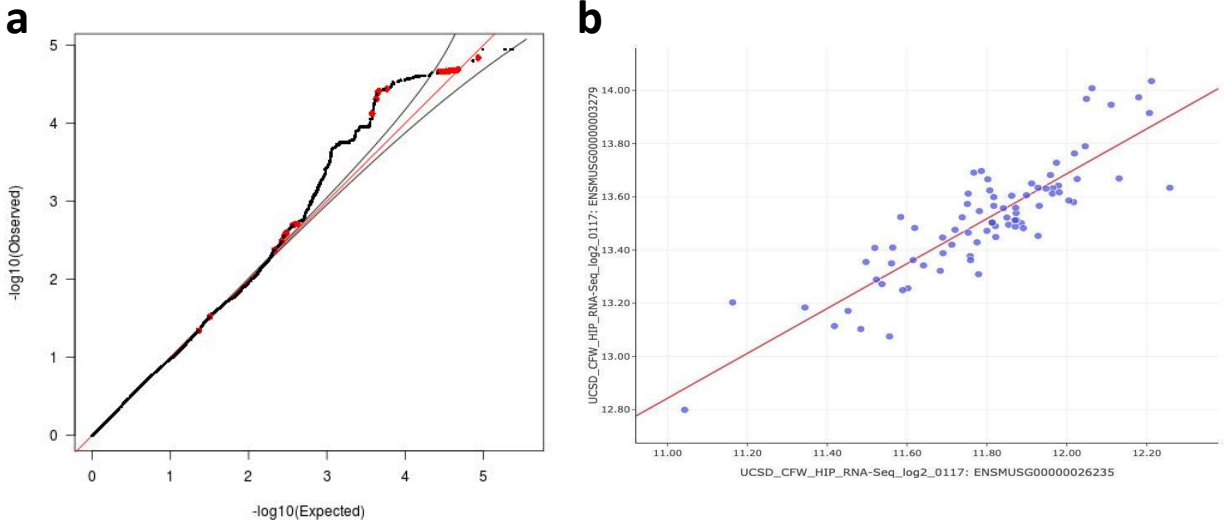 a
5
4
3
2
1
0
-log10(Observed)
0 1 2 3 4 5
-log10(Expected)
b
14.00
13.80
13.60
13.40
13.20
13.00
12.80
UCSD_CFW_HIP_RNA-Seq_log2_0117: ENSMUSG00000003279
11.00 11.20 11.40 11.60 11.80 12.00 12.20
UCSD_CFW_HIP_RNA-Seq_log2_0117: ENSMUSG00000026235